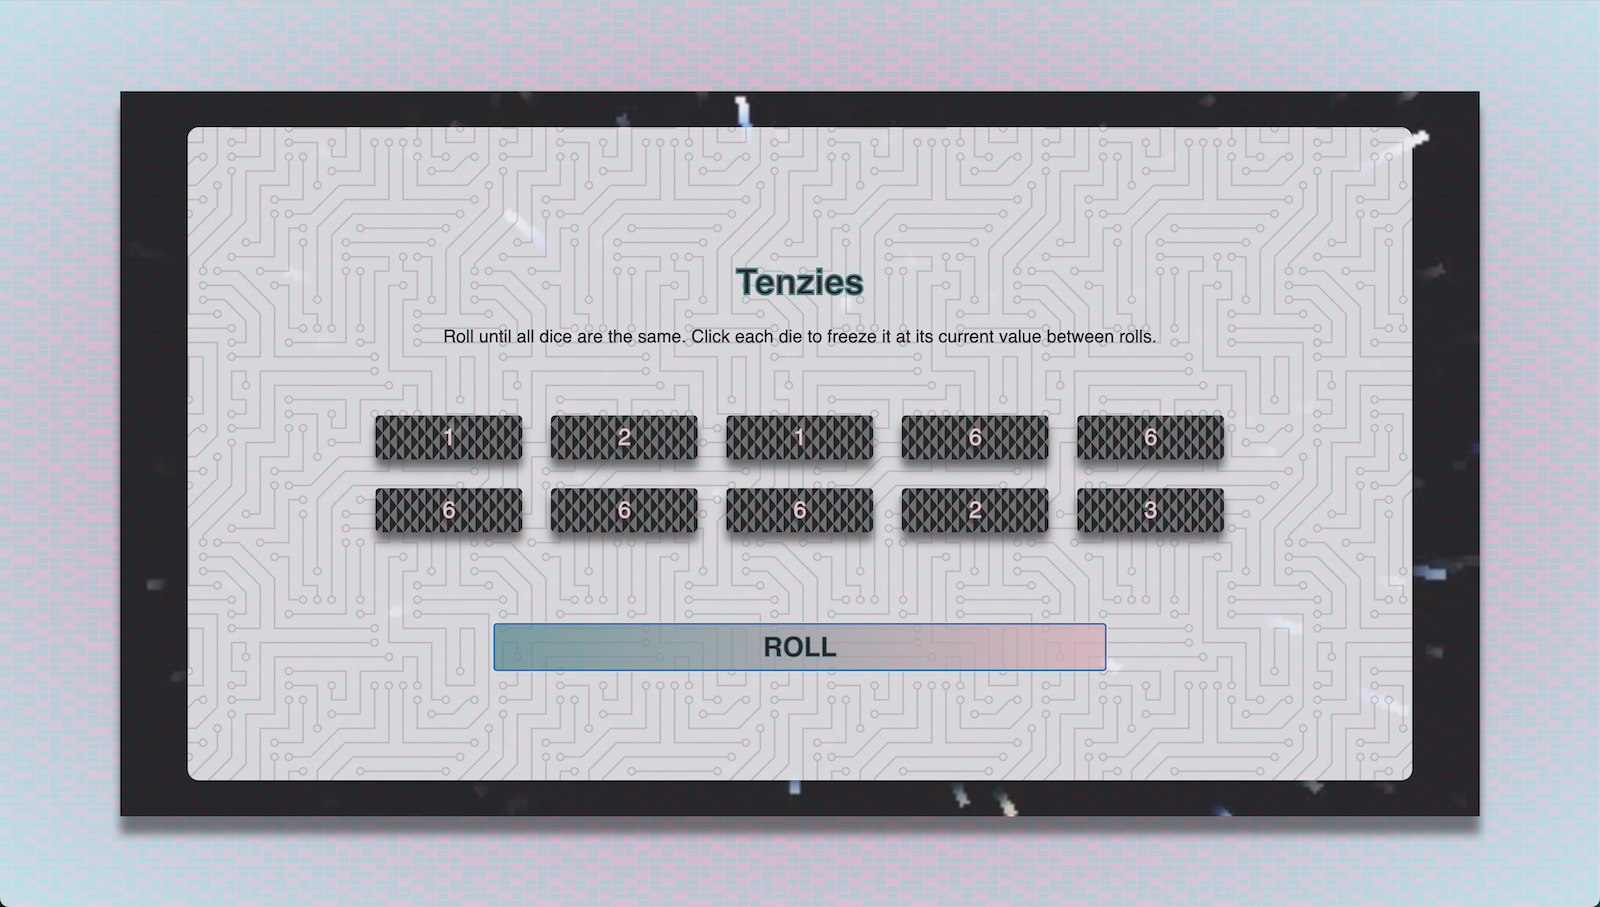 Tenzies
Roll until all dice are the same. Click each die to freeze it at its current value between rolls.
1 2 1 6 6
6 6 6 2 3
ROLL